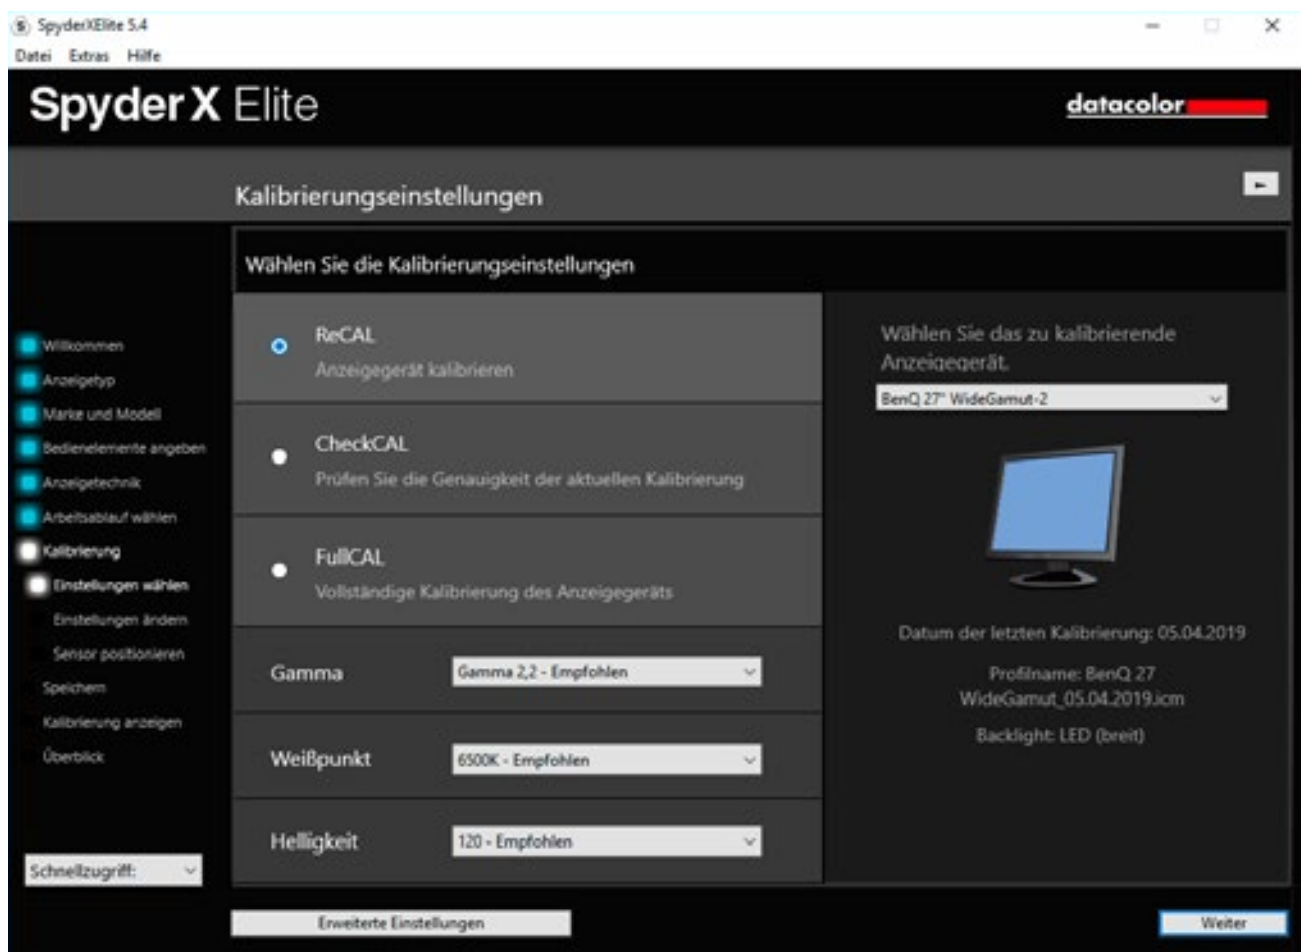 SpyderXElite 5.4
Datei Extras Hilfe
SpyderX Elite
datacolor
Kalibrierungseinstellungen
Wählen Sie die Kalibrierungseinstellungen
Willkommen
Anzeigetyp
Marke und Modell
Bedienelemente angeben
Anzeigetechnik
Arbeitsablauf wählen
Kalibrierung
Einstellungen wählen
Einstellungen ändern
Sensor positionieren
Speichern
Kalibrierung anzeigen
Überblick
Schnellzugriff:
ReCAL
Anzeigegerät kalibrieren
CheckCAL
Prüfen Sie die Genauigkeit der aktuellen Kalibrierung
FullCAL
Vollständige Kalibrierung des Anzeigegeräts
Gamma
Gamma 2,2 - Empfohlen
Weißpunkt
6500K - Empfohlen
Helligkeit
120 - Empfohlen
Wählen Sie das zu kalibrierende
Anzeigegerät.
BenQ 27" WideGamut-2
Datum der letzten Kalibrierung: 05.04.2019
Profilname: BenQ 27
WideGamut_05.04.2019.icm
Backlight: LED (breit)
Erweiterte Einstellungen
Weiter